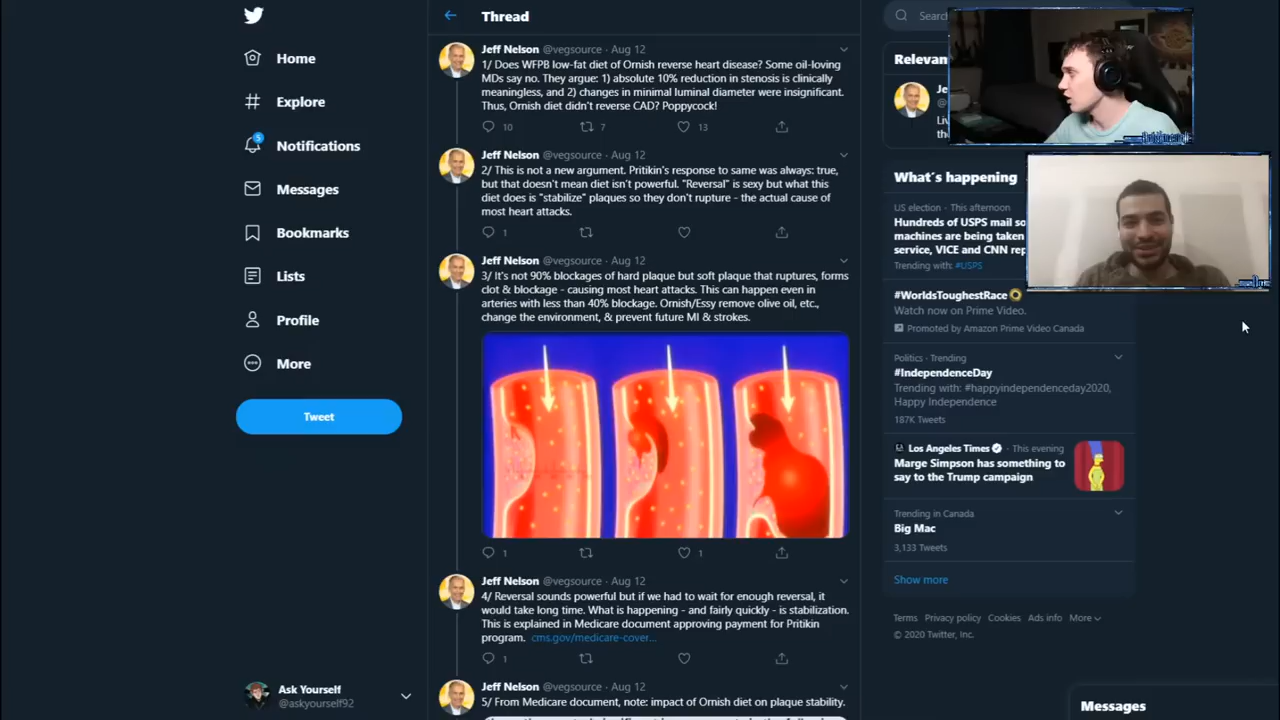 Home
Explore
5
Notifications
Messages
Bookmarks
Lists
Profile
More
Tweet
Ask Yourself
@askyourself92
Thread
Jeff Nelson @vegsource · Aug 12
1/ Does WFPB low-fat diet of Ornish reverse heart disease? Some oil-loving
MDs say no. They argue: 1) absolute 10% reduction in stenosis is clinically
meaningless, and 2) changes in minimal luminal diameter were insignificant.
Thus, Ornish diet didn't reverse CAD? Poppycock!
10 7 13
Jeff Nelson @vegsource · Aug 12
2/ This is not a new argument. Pritikin's response to same was always: true,
but that doesn't mean diet isn't powerful. "Reversal" is sexy but what this
diet does is "stabilize" plaques so they don't rupture - the actual cause of
most heart attacks.
1
Jeff Nelson @vegsource · Aug 12
3/ It's not 90% blockages of hard plaque but soft plaque that ruptures, forms
clot & blockage - causing most heart attacks. This can happen even in
arteries with less than 40% blockage. Ornish/Essy remove olive oil, etc.,
change the environment, & prevent future MI & strokes.
1 1
Jeff Nelson @vegsource · Aug 12
4/ Reversal sounds powerful but if we had to wait for enough reversal, it
would take long time. What is happening - and fairly quickly - is stabilization.
This is explained in Medicare document approving payment for Pritikin
program. cms.gov/medicare-cover...
1
Jeff Nelson @vegsource · Aug 12
5/ From Medicare document, note: impact of Ornish diet on plaque stability.
Search
Relevan
Je
@
Liv
the
What's happening
US election · This afternoon
Hundreds of USPS mail so
machines are being taken
service, VICE and CNN rep
Trending with: #USPS
#WorldsToughestRace
Watch now on Prime Video.
Promoted by Amazon Prime Video Canada
Politics · Trending
#IndependenceDay
Trending with: #happyindependenceday2020,
Happy Independence
187K Tweets
Los Angeles Times · This evening
Marge Simpson has something to
say to the Trump campaign
Trending in Canada
Big Mac
3,133 Tweets
Show more
Terms Privacy policy Cookies Ads info More
© 2020 Twitter, Inc.
Messages